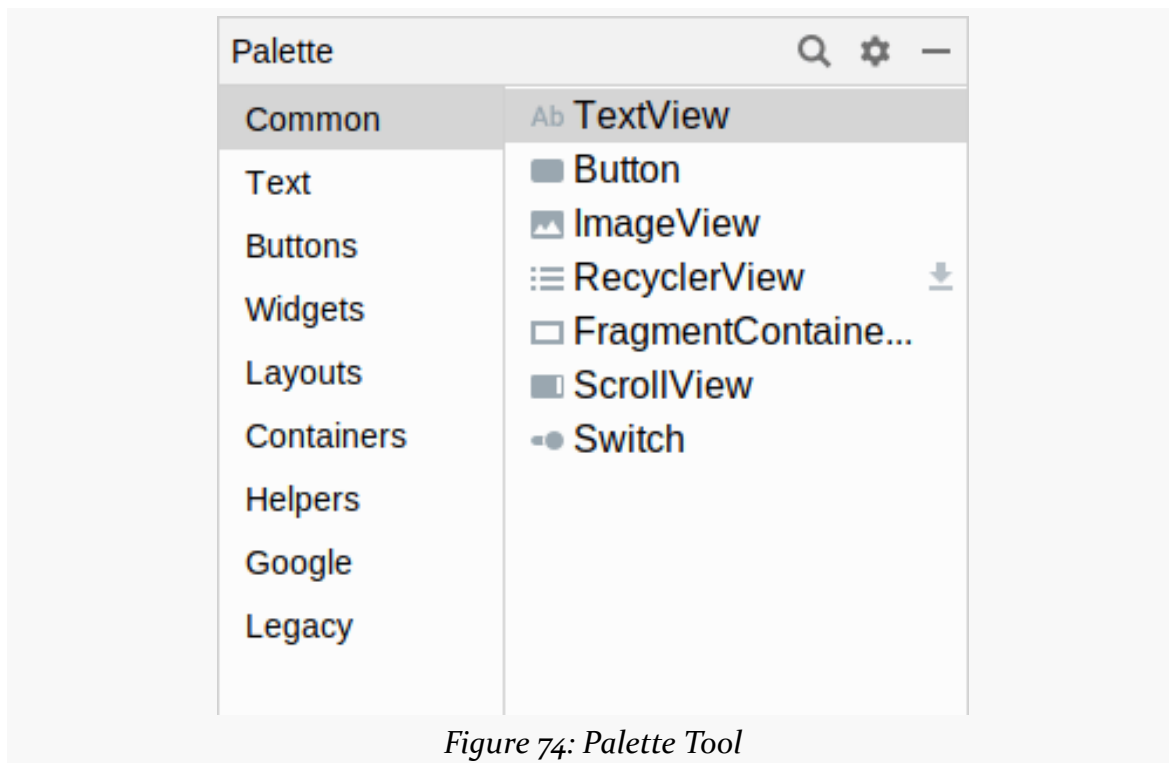 Palette
Common
Text
Buttons
Widgets
Layouts
Containers
Helpers
Google
Legacy
Ab TextView
Button
ImageView
RecyclerView
FragmentContaine...
ScrollView
Switch
Figure 74: Palette Tool